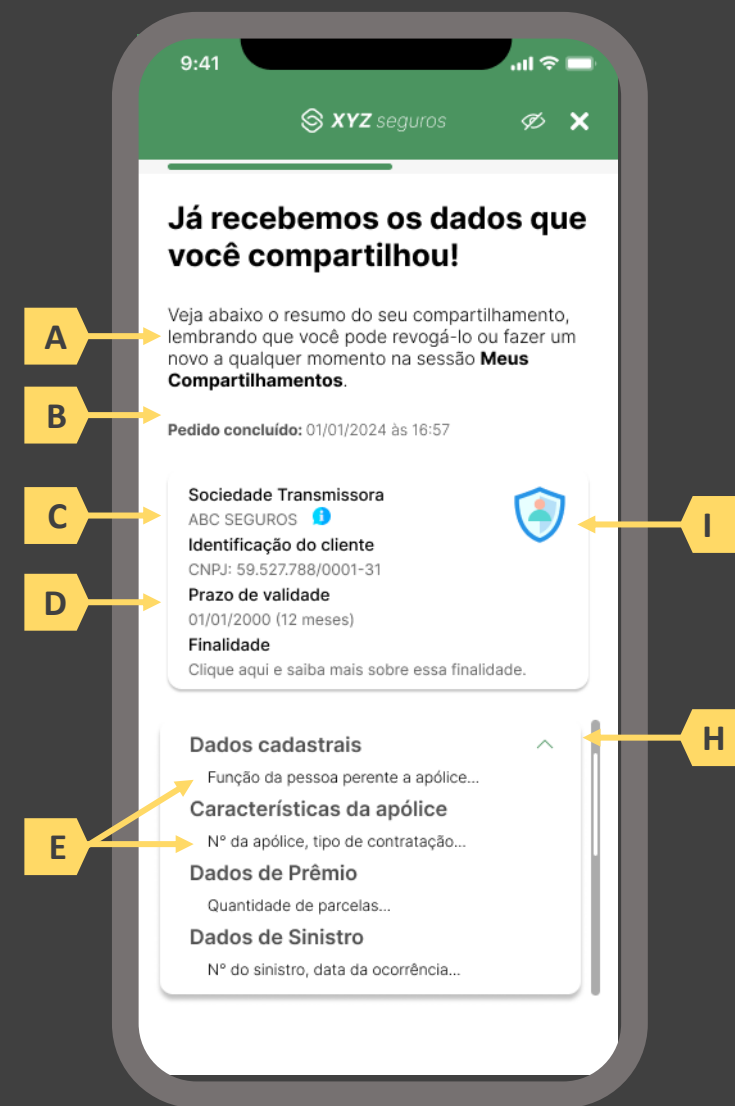 9:41
XYZ seguros
Já recebemos os dados que
você compartilhou!
A
Veja abaixo o resumo do seu compartilhamento,
lembrando que você pode revogá-lo ou fazer um
novo a qualquer momento na sessão Meus
Compartilhamentos.
B
Pedido concluído: 01/01/2024 às 16:57
C
Sociedade Transmissora
ABC SEGUROS i
I
Identificação do cliente
CNPJ: 59.527.788/0001-31
D
Prazo de validade
01/01/2000 (12 meses)
Finalidade
Clique aqui e saiba mais sobre essa finalidade.
H
Dados cadastrais
Função da pessoa perente a apólice...
Características da apólice
E
N° da apólice, tipo de contratação...
Dados de Prêmio
Quantidade de parcelas...
Dados de Sinistro
N° do sinistro, data da ocorrência...